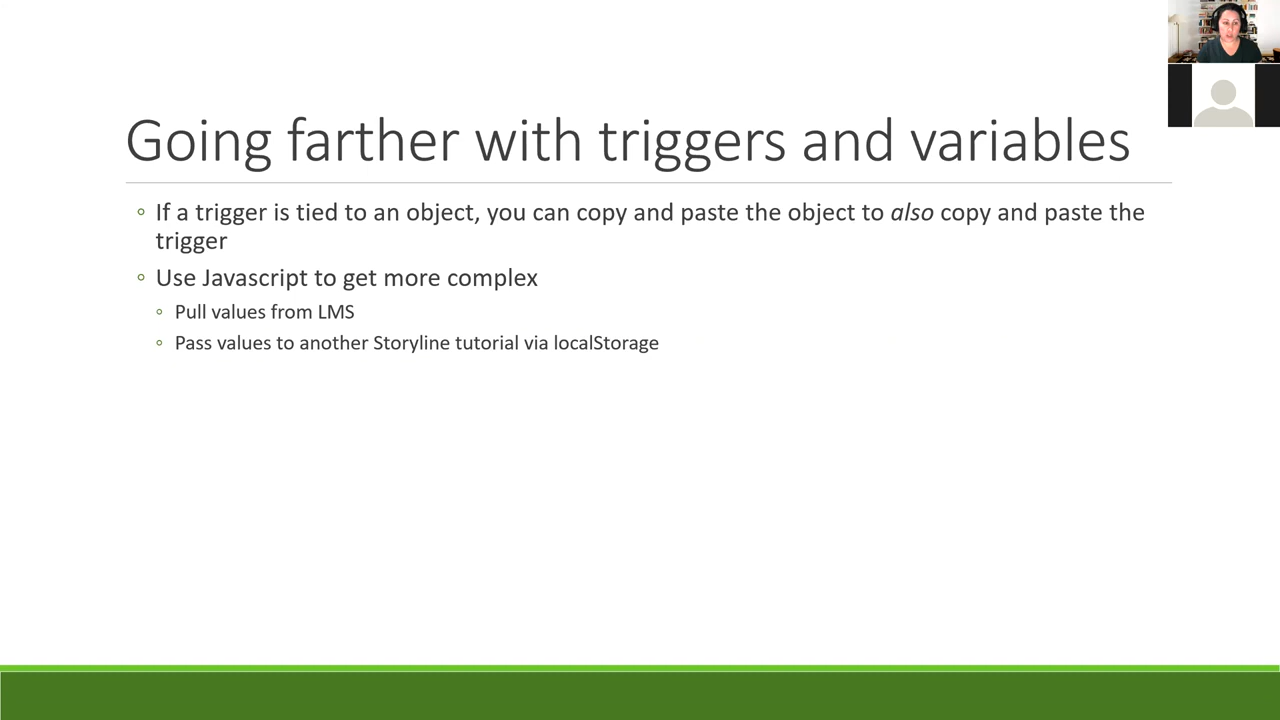 Going farther with triggers and variables
◦ If a trigger is tied to an object, you can copy and paste the object to also copy and paste the
trigger
◦ Use Javascript to get more complex
◦ Pull values from LMS
◦ Pass values to another Storyline tutorial via localStorage